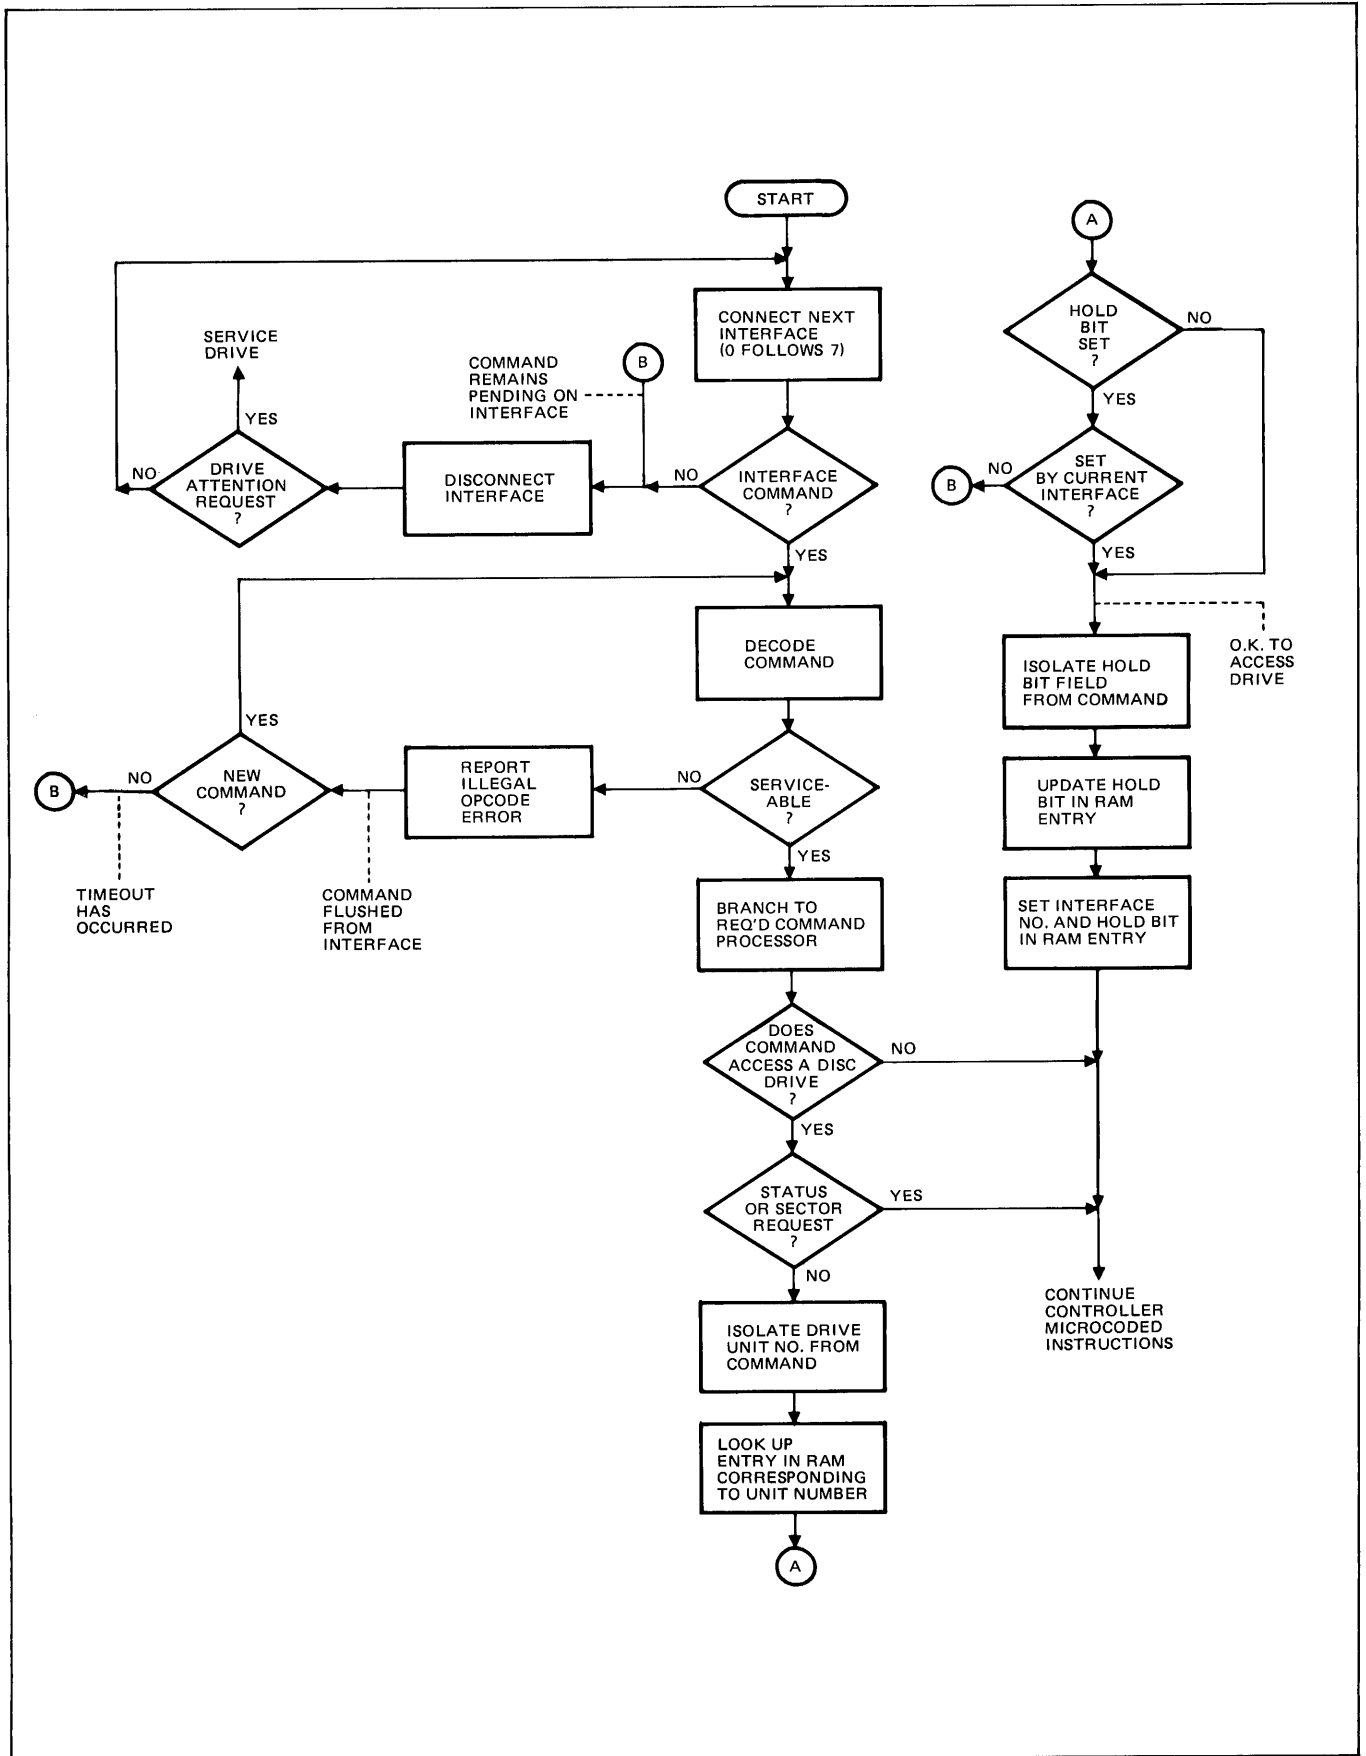 START
CONNECT NEXT
INTERFACE
(0 FOLLOWS 7)
SERVICE
DRIVE
YES
NO
DRIVE
ATTENTION
REQUEST
?
DISCONNECT
INTERFACE
COMMAND
REMAINS
PENDING ON
INTERFACE
B
NO
INTERFACE
COMMAND
?
YES
DECODE
COMMAND
YES
B
NO
NEW
COMMAND
?
REPORT
ILLEGAL
OPCODE
ERROR
NO
SERVICE-
ABLE
?
YES
TIMEOUT
HAS
OCCURRED
COMMAND
FLUSHED
FROM
INTERFACE
BRANCH TO
REQ'D COMMAND
PROCESSOR
DOES
COMMAND
ACCESS A DISC
DRIVE
?
NO
YES
STATUS
OR SECTOR
REQUEST
?
YES
NO
ISOLATE DRIVE
UNIT NO. FROM
COMMAND
LOOK UP
ENTRY IN RAM
CORRESPONDING
TO UNIT NUMBER
A
A
HOLD
BIT
SET
?
NO
YES
SET
BY CURRENT
INTERFACE
?
NO
B
YES
O.K. TO
ACCESS
DRIVE
ISOLATE HOLD
BIT FIELD
FROM COMMAND
UPDATE HOLD
BIT IN RAM
ENTRY
SET INTERFACE
NO. AND HOLD BIT
IN RAM ENTRY
CONTINUE
CONTROLLER
MICROCODED
INSTRUCTIONS